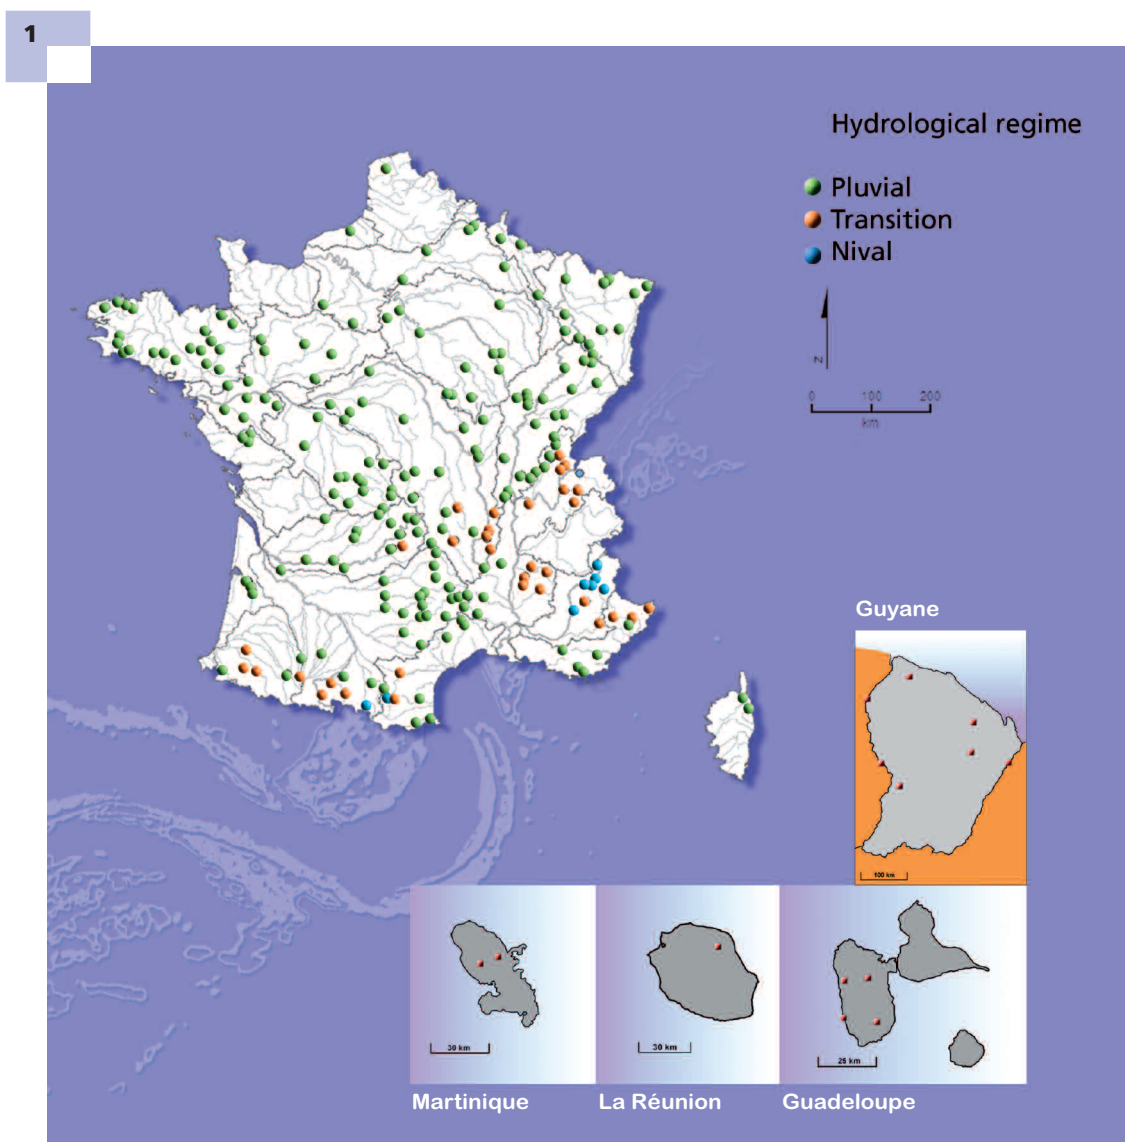 1
Hydrological regime
Pluvial
Transition
Nival
N
0 100 200
km
Guyane
100 km
30 km
30 km
25 km
Martinique
La Réunion
Guadeloupe